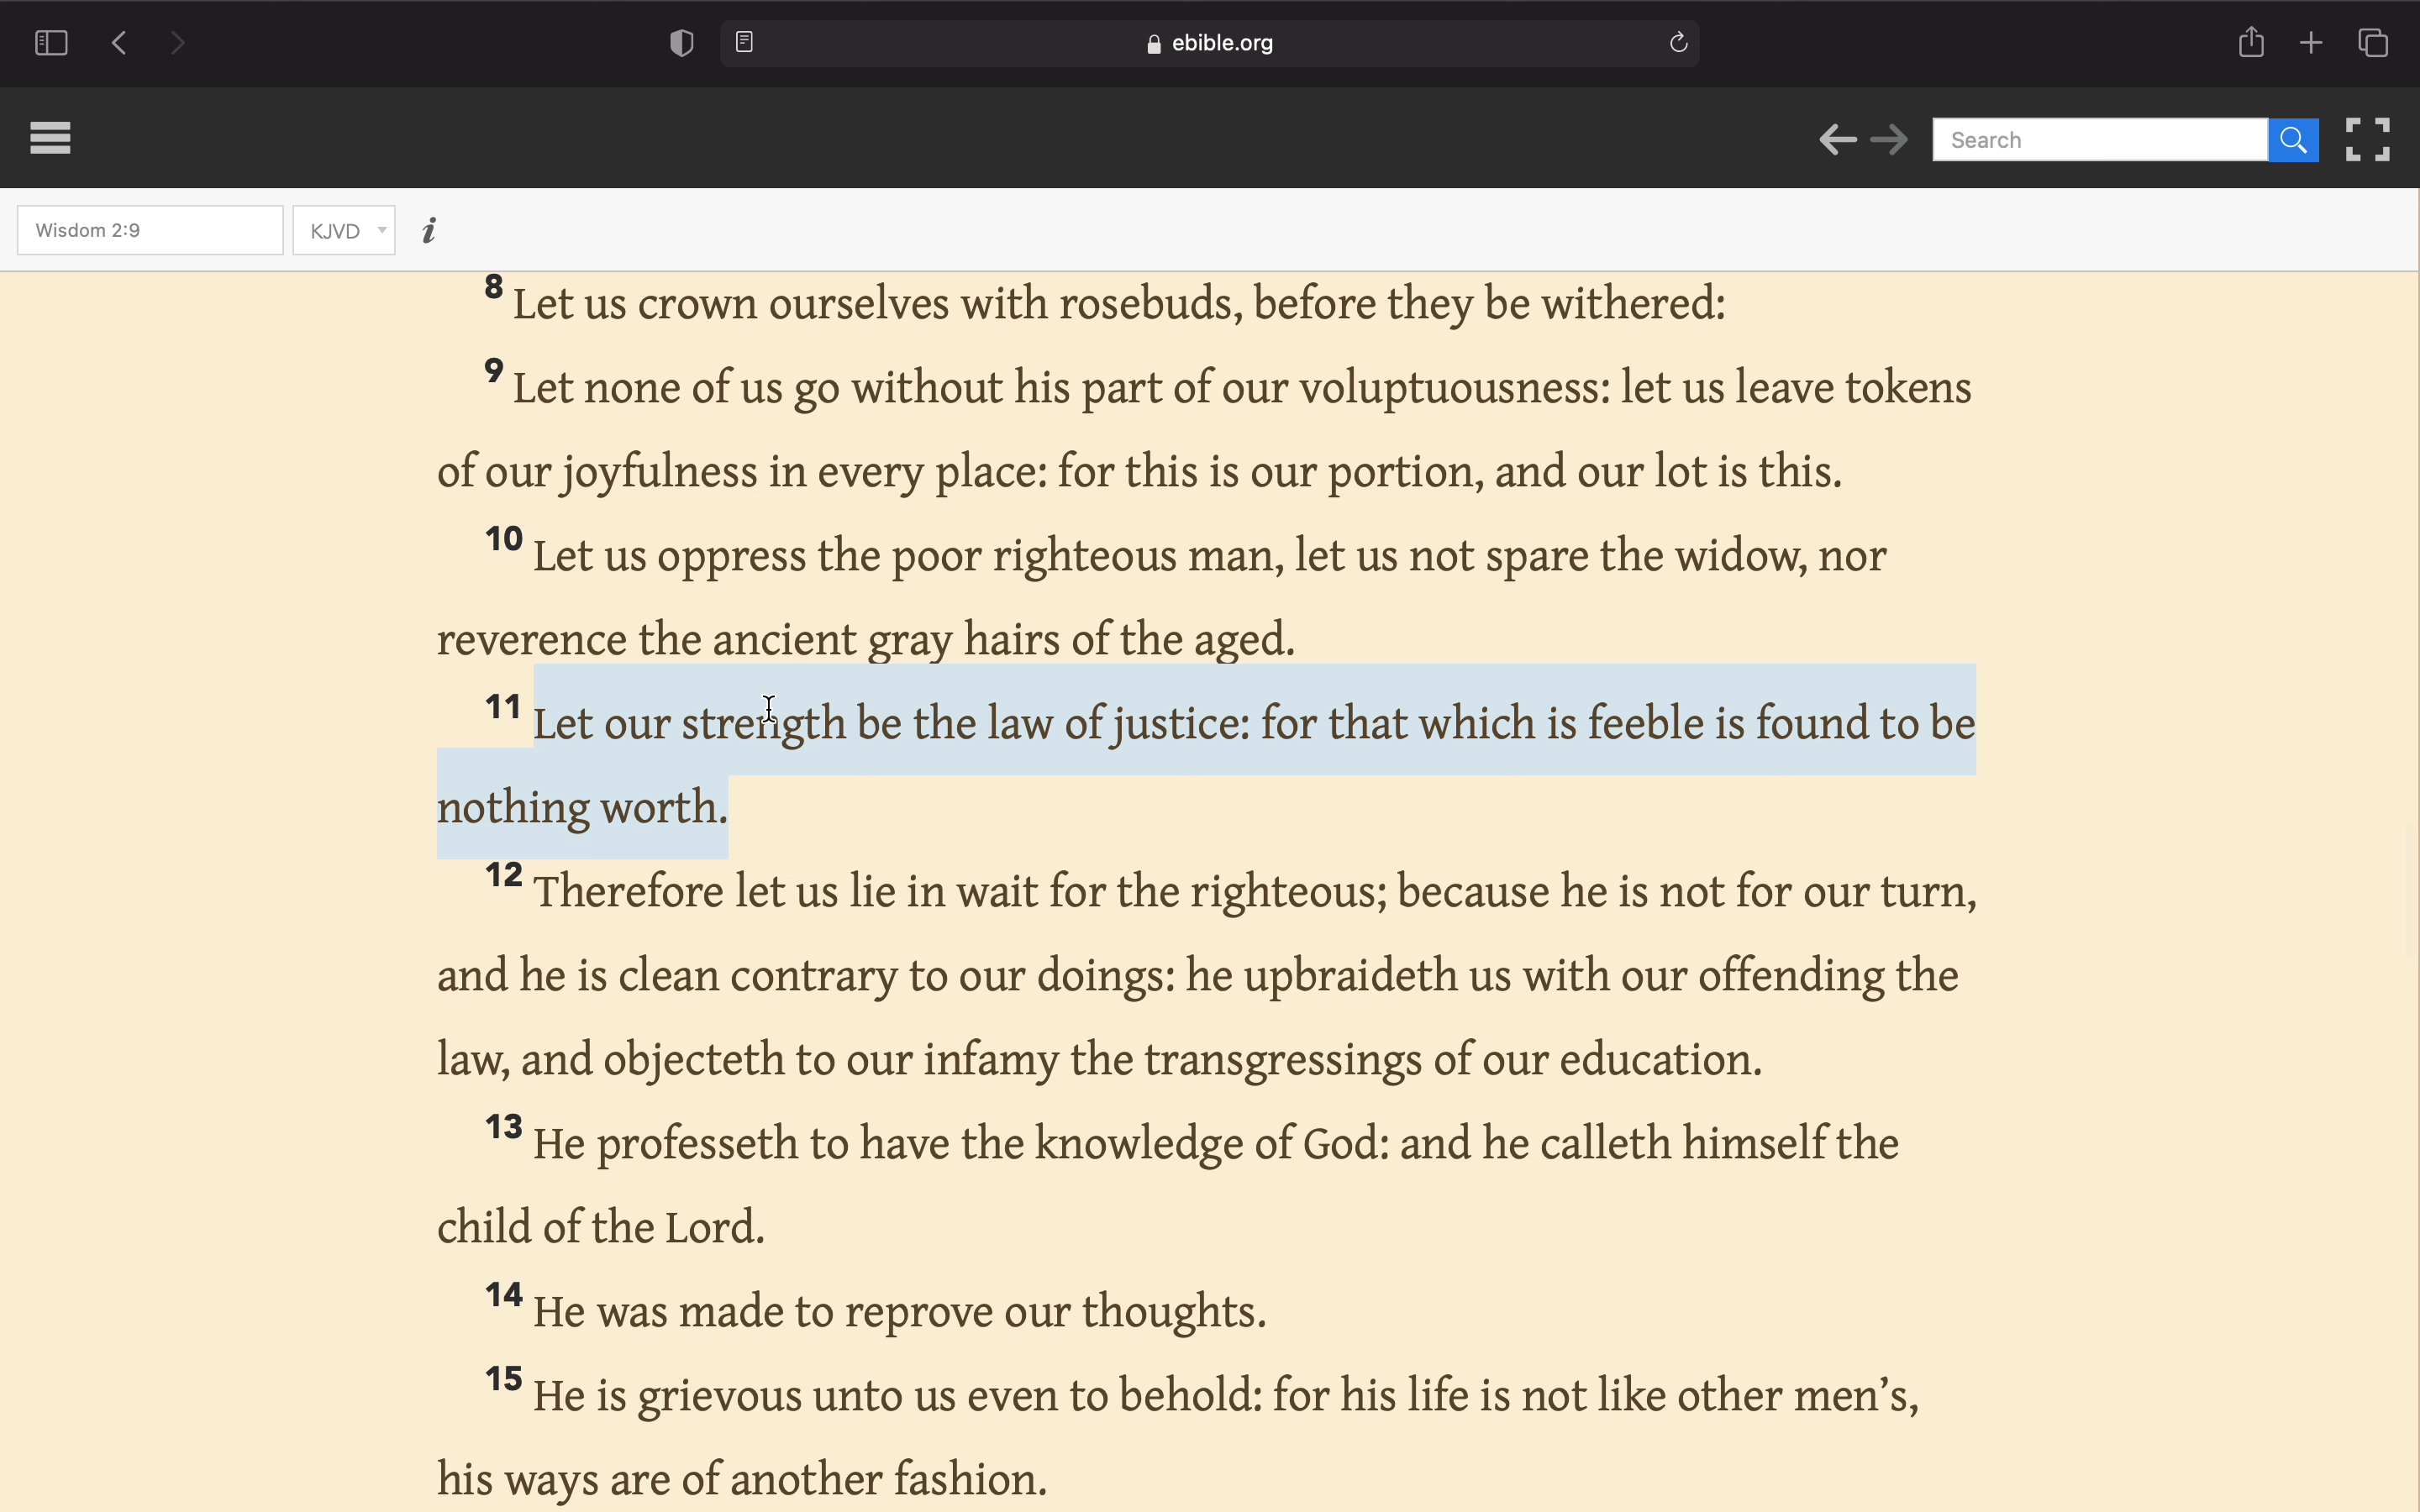 ebible.org
Search
Wisdom 2:9 KJVD i
8 Let us crown ourselves with rosebuds, before they be withered:
9 Let none of us go without his part of our voluptuousness: let us leave tokens
of our joyfulness in every place: for this is our portion, and our lot is this.
10 Let us oppress the poor righteous man, let us not spare the widow, nor
reverence the ancient gray hairs of the aged.
11 Let our strength be the law of justice: for that which is feeble is found to be
nothing worth.
12 Therefore let us lie in wait for the righteous; because he is not for our turn,
and he is clean contrary to our doings: he upbraideth us with our offending the
law, and objecteth to our infamy the transgressings of our education.
13 He professeth to have the knowledge of God: and he calleth himself the
child of the Lord.
14 He was made to reprove our thoughts.
15 He is grievous unto us even to behold: for his life is not like other men’s,
his ways are of another fashion.